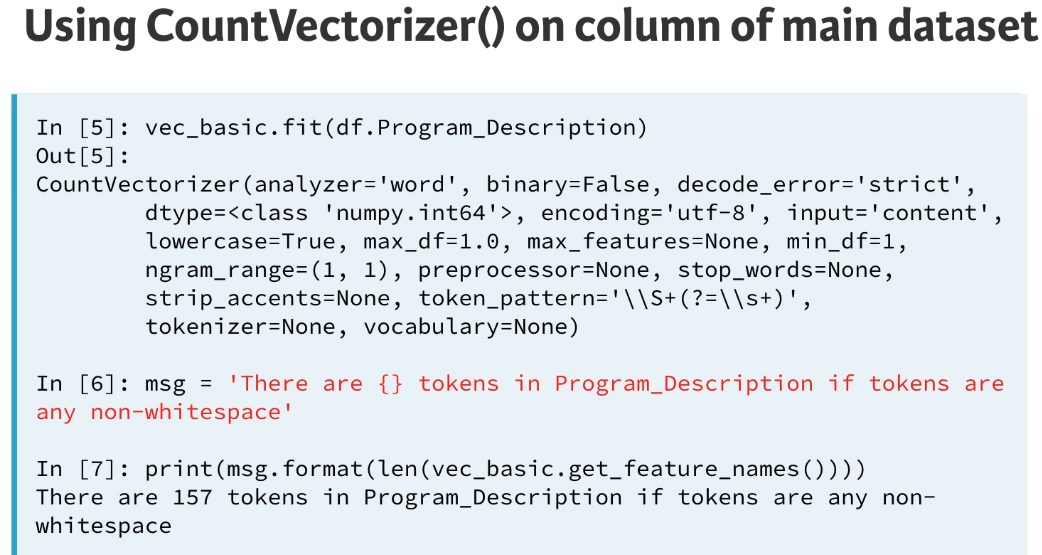 Using CountVectorizer() on column of main dataset
In [5]: vec_basic.fit(df.Program_Description)
Out[5]:
CountVectorizer(analyzer='word', binary=False, decode_error='strict',
        dtype=<class 'numpy.int64'>, encoding='utf-8', input='content',
        lowercase=True, max_df=1.0, max_features=None, min_df=1,
        ngram_range=(1, 1), preprocessor=None, stop_words=None,
        strip_accents=None, token_pattern='\\S+(?=\\s+)',
        tokenizer=None, vocabulary=None)
In [6]: msg = 'There are {} tokens in Program_Description if tokens are
any non-whitespace'
In [7]: print(msg.format(len(vec_basic.get_feature_names())))
There are 157 tokens in Program_Description if tokens are any non-
whitespace